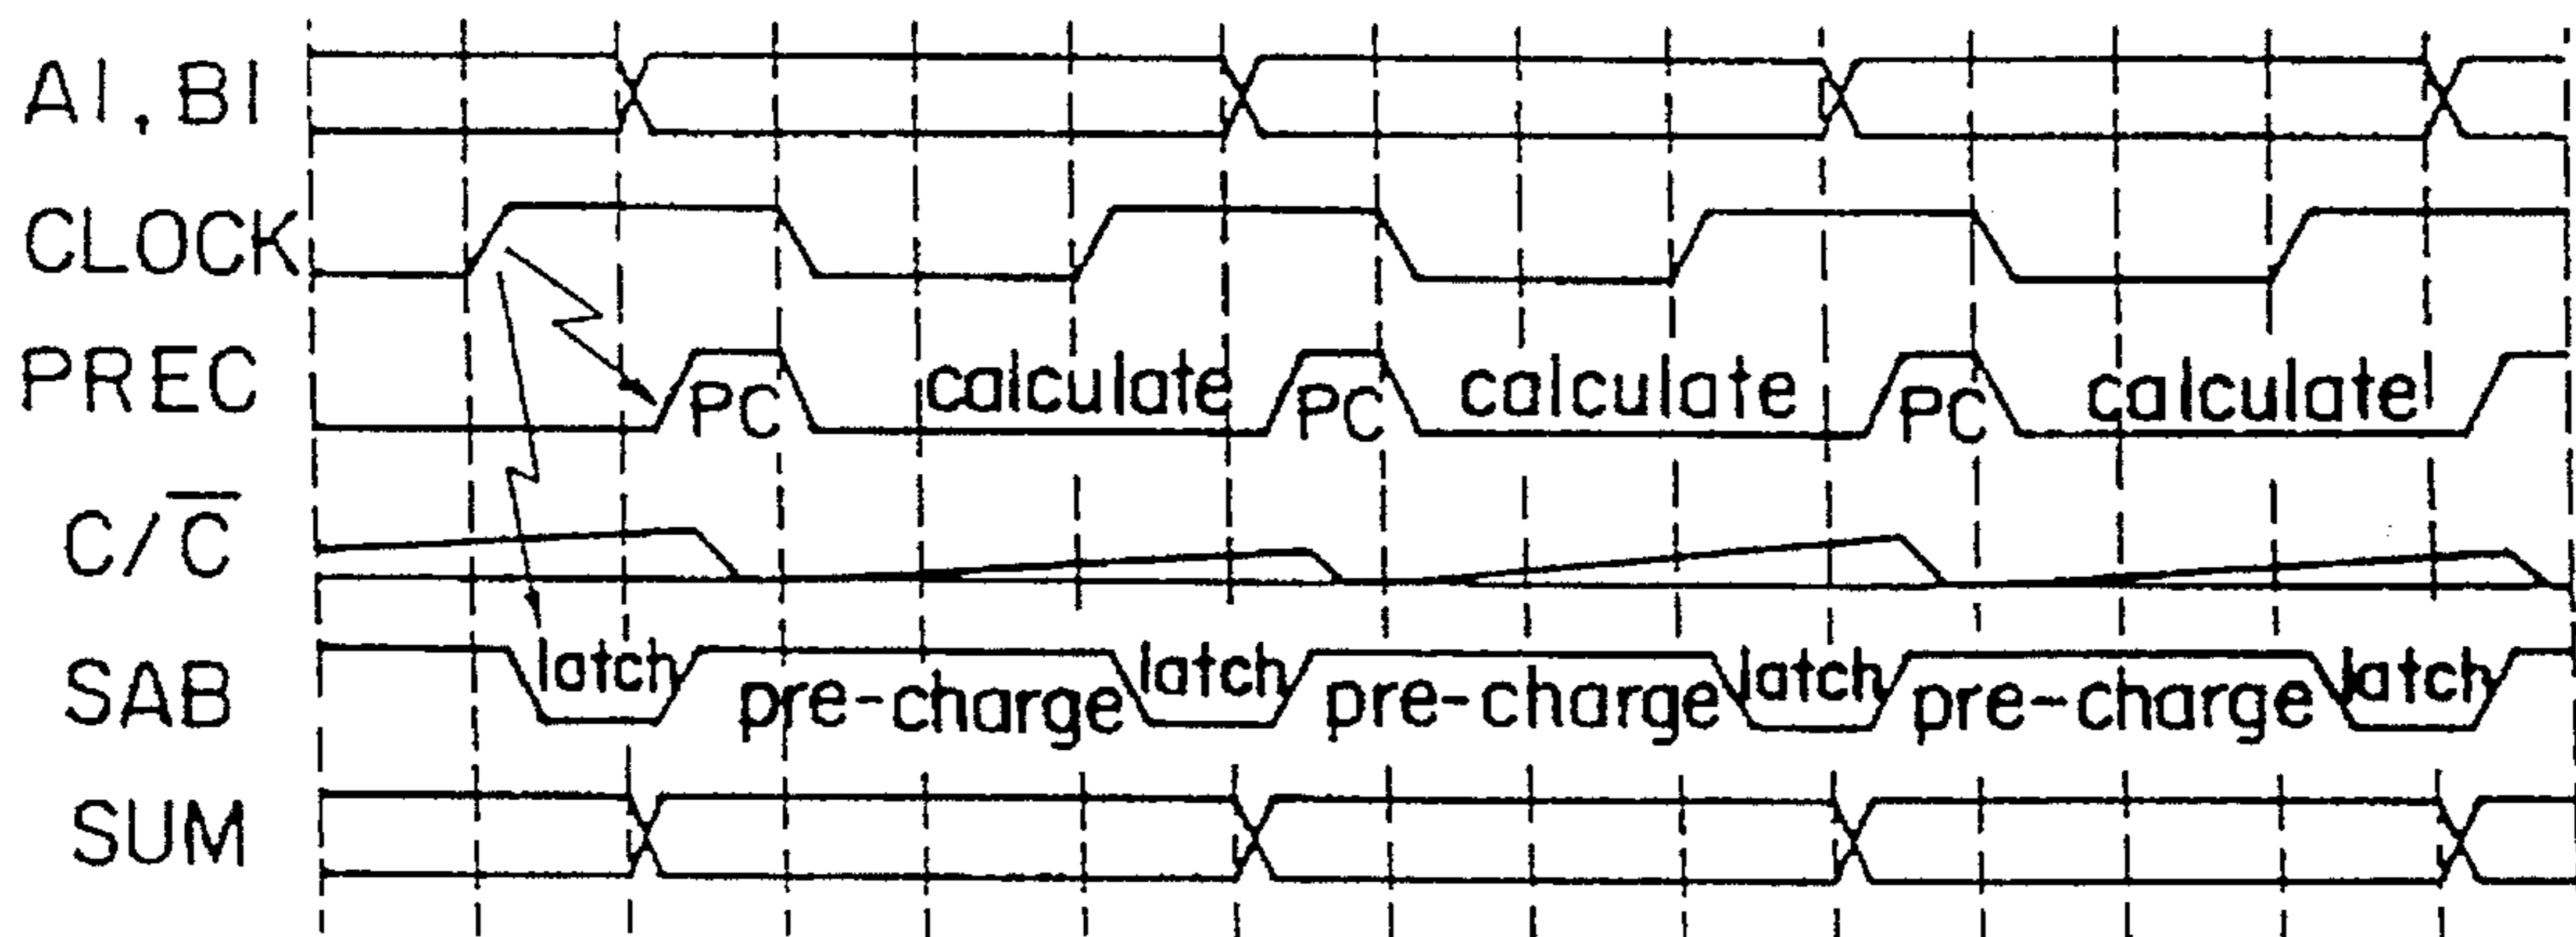 AI, BI
CLOCK
PREC PC calculate PC calculate PC calculate
C/C̅
SAB latch pre-charge latch pre-charge latch pre-charge latch
SUM